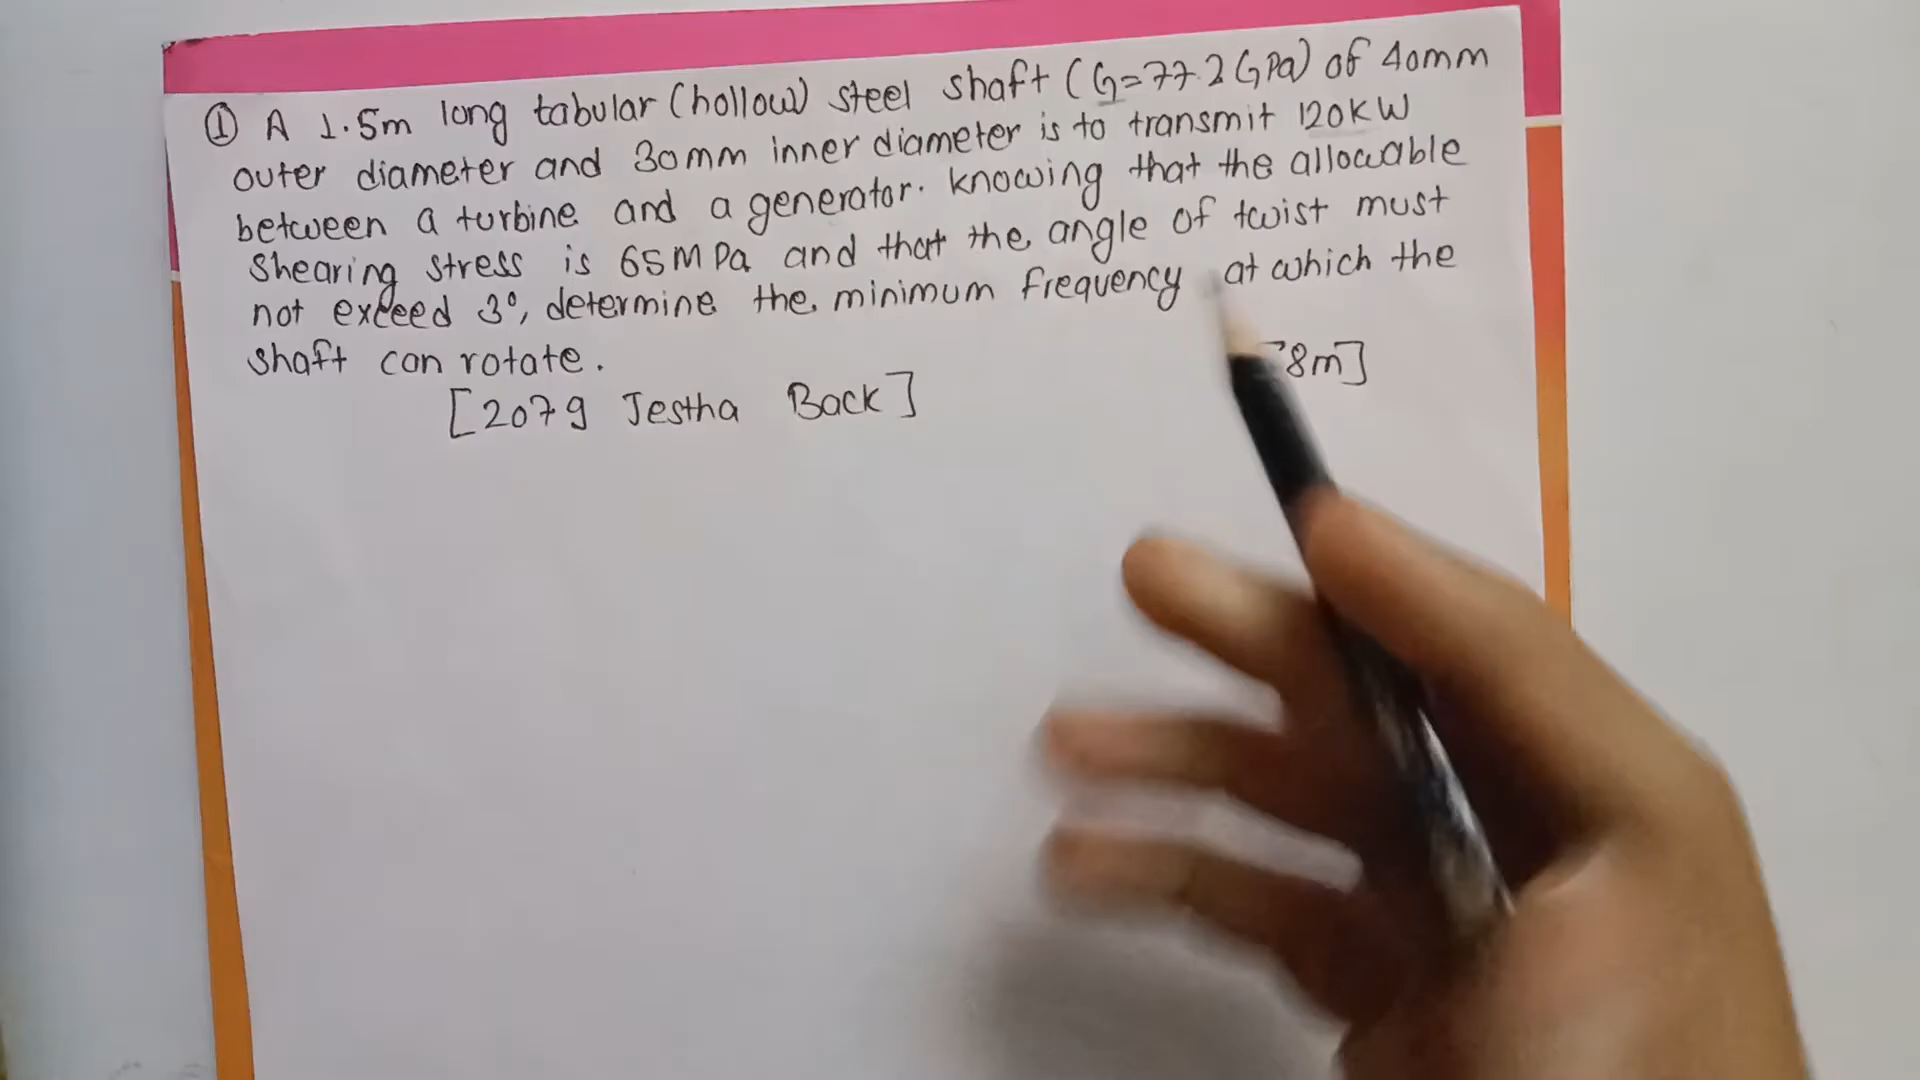 ① A 1.5m long tabular (hollow) steel shaft (G=77.2GPa) of 40mm
outer diameter and 30mm inner diameter is to transmit 120KW
between a turbine and a generator. Knowing that the allowable
shearing stress is 65MPa and that the angle of twist must
not exceed 3°, determine the minimum frequency at which the
shaft can rotate.
[8m]
[2079 Jestha Back]